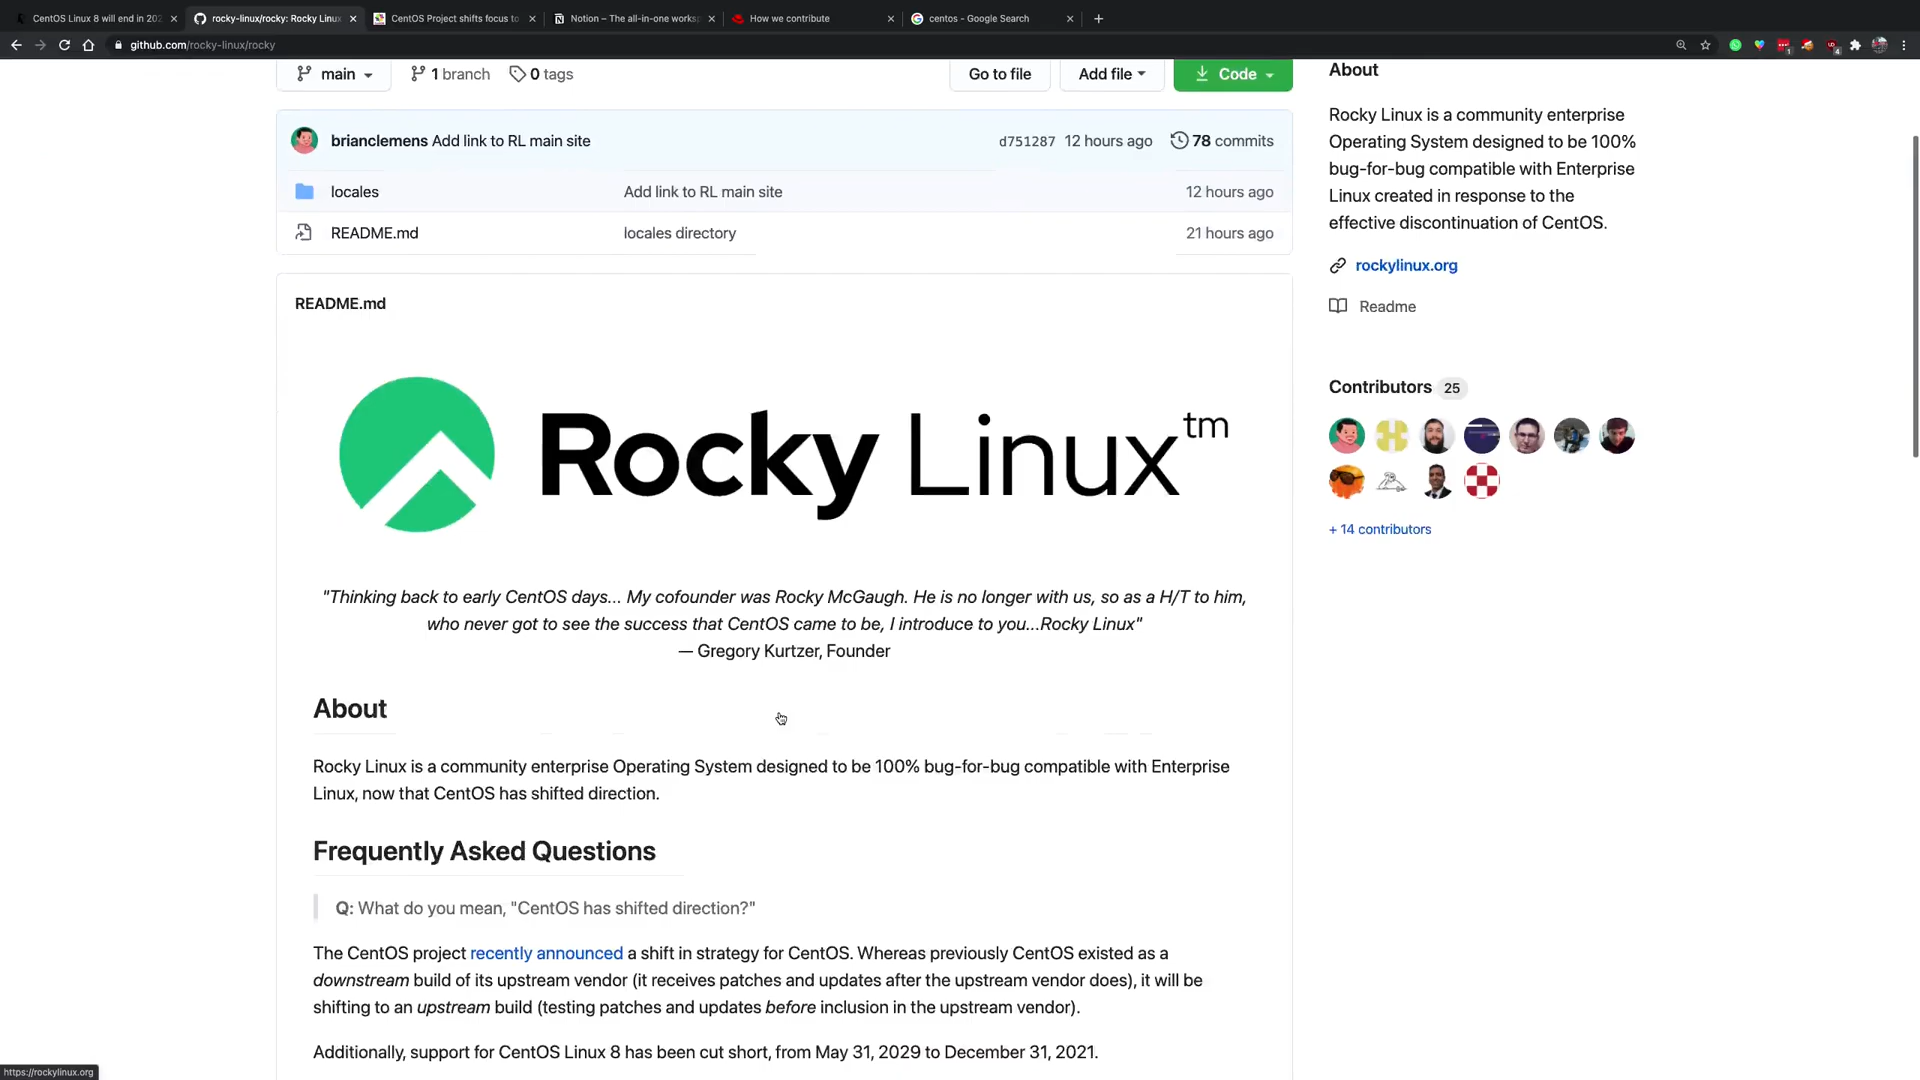 CentOS Linux 8 will end in 202
rocky-linux/rocky: Rocky Linux
CentOS Project shifts focus to
Notion – The all-in-one worksp
How we contribute
centos - Google Search
github.com/rocky-linux/rocky
main
1 branch
0 tags
Go to file
Add file
Code
brianclemens Add link to RL main site
d751287 12 hours ago
78 commits
locales
Add link to RL main site
12 hours ago
README.md
locales directory
21 hours ago
README.md
Rocky Linux™
"Thinking back to early CentOS days... My cofounder was Rocky McGaugh. He is no longer with us, so as a H/T to him,
who never got to see the success that CentOS came to be, I introduce to you...Rocky Linux"
— Gregory Kurtzer, Founder
About
Rocky Linux is a community enterprise Operating System designed to be 100% bug-for-bug compatible with Enterprise
Linux, now that CentOS has shifted direction.
Frequently Asked Questions
Q: What do you mean, "CentOS has shifted direction?"
The CentOS project recently announced a shift in strategy for CentOS. Whereas previously CentOS existed as a
downstream build of its upstream vendor (it receives patches and updates after the upstream vendor does), it will be
shifting to an upstream build (testing patches and updates before inclusion in the upstream vendor).
Additionally, support for CentOS Linux 8 has been cut short, from May 31, 2029 to December 31, 2021.
About
Rocky Linux is a community enterprise
Operating System designed to be 100%
bug-for-bug compatible with Enterprise
Linux created in response to the
effective discontinuation of CentOS.
rockylinux.org
Readme
Contributors 25
+ 14 contributors
https://rockylinux.org